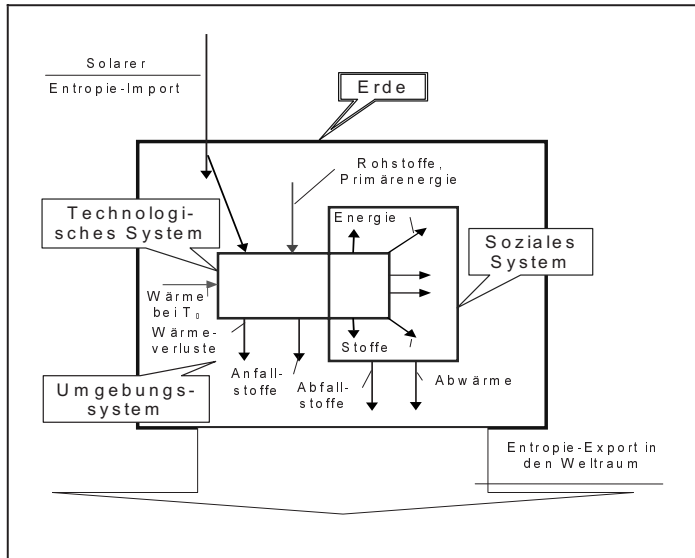 Solarer
Entropie-Import
Erde
Rohstoffe,
Primärenergie
Technologi-
sches System
Energie
Soziales
System
Wärme
bei T₀
Wärme-
verluste
Stoffe
Anfall-
stoffe
Abfall-
stoffe
Abwärme
Umgebungs-
system
Entropie-Export in
den Weltraum